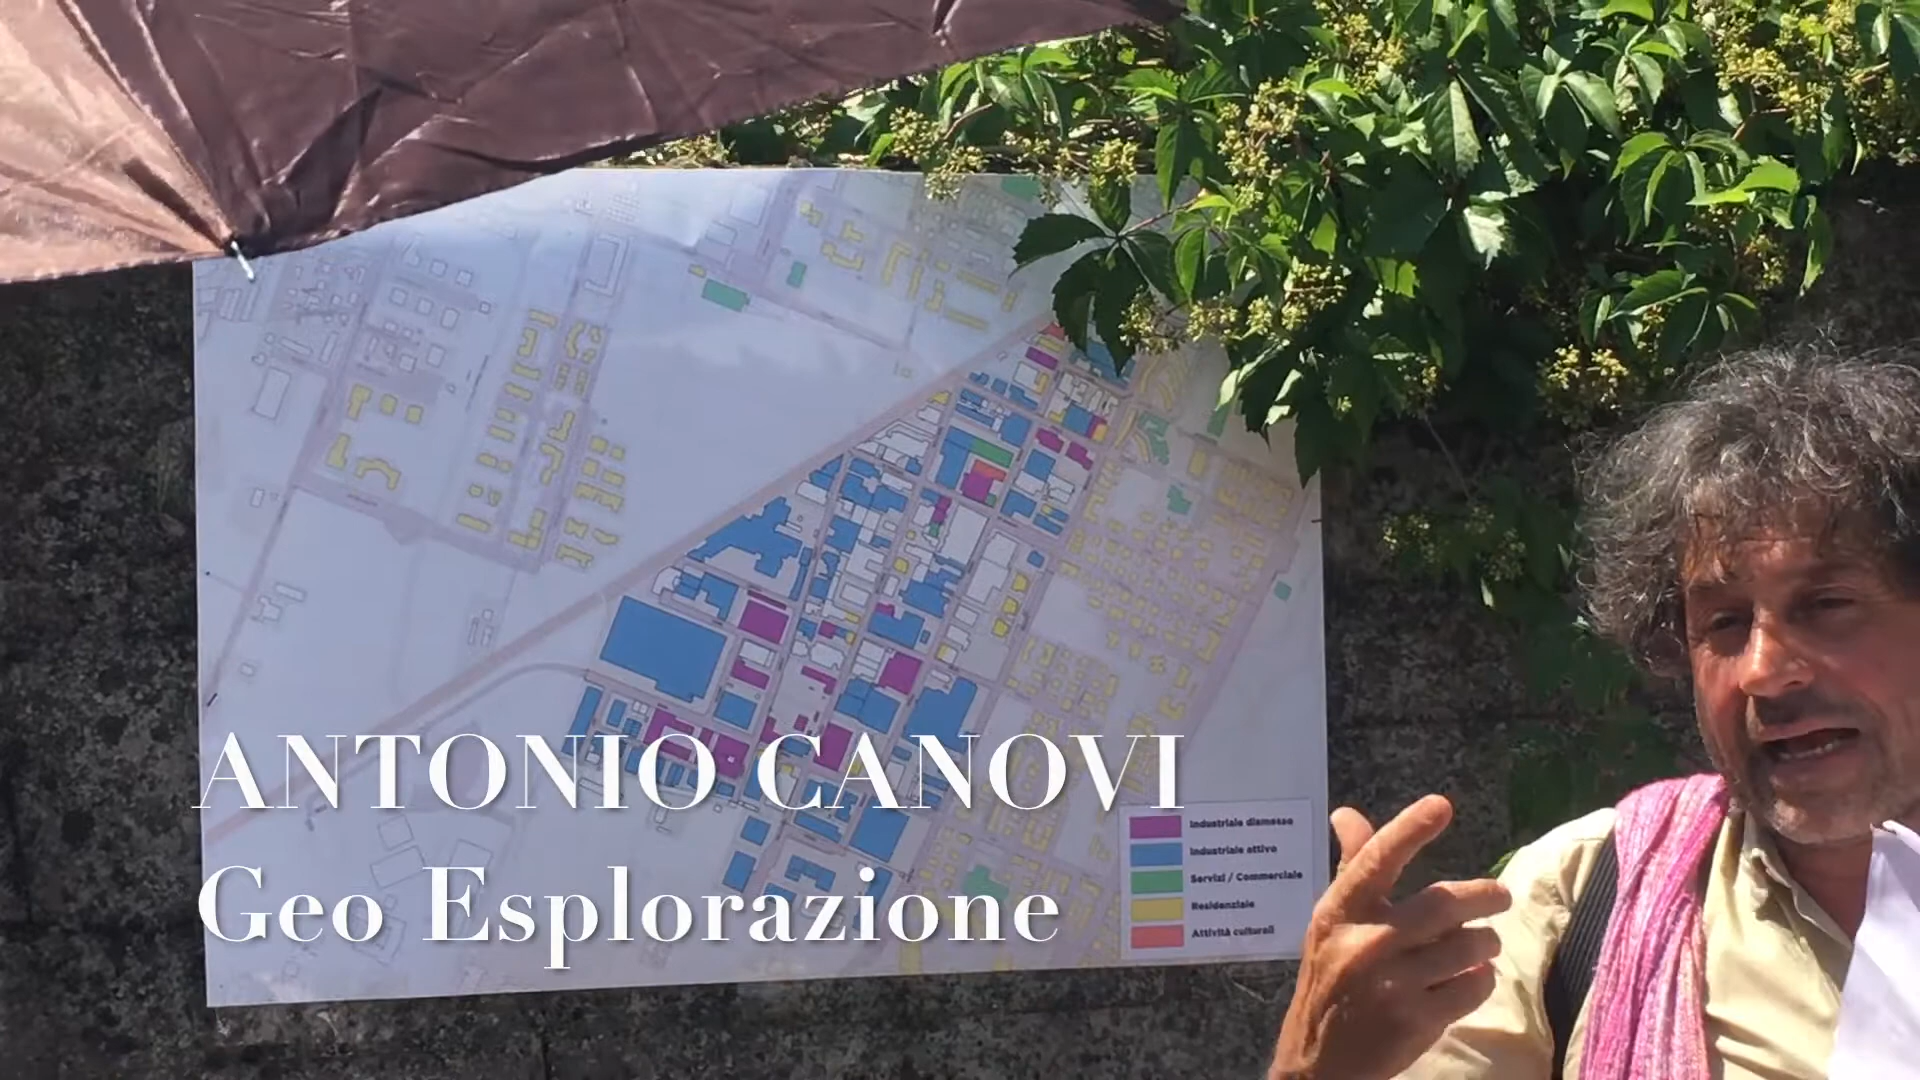 ANTONIO CANOVI
Geo Esplorazione
Industriale dismesso
Industriale attivo
Servizi / Commerciale
Residenziale
Attività culturali